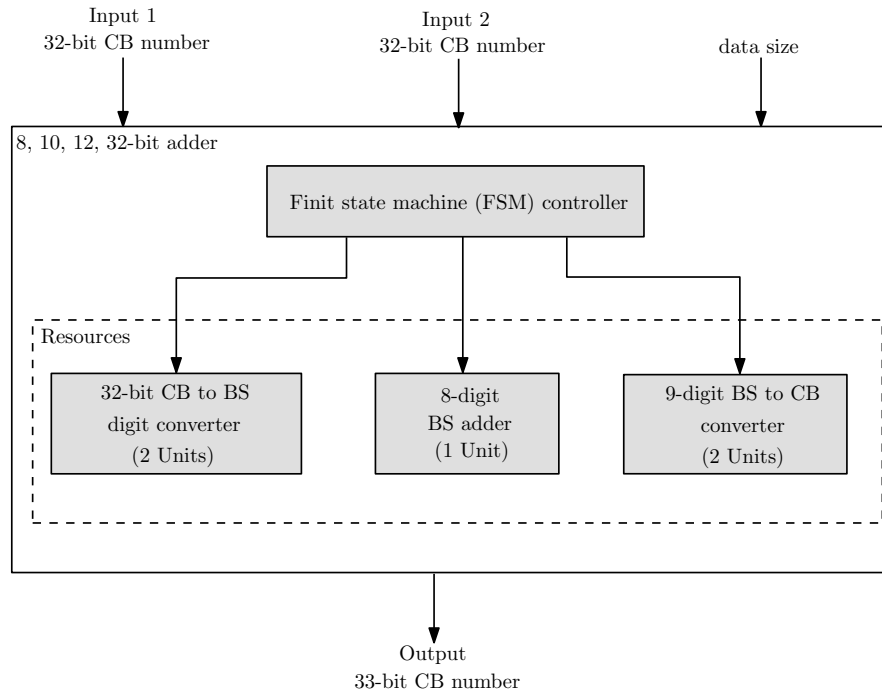 Input 1
32-bit CB number
Input 2
32-bit CB number
data size
8, 10, 12, 32-bit adder
Finit state machine (FSM) controller
Resources
32-bit CB to BS
digit converter
(2 Units)
8-digit
BS adder
(1 Unit)
9-digit BS to CB
converter
(2 Units)
Output
33-bit CB number